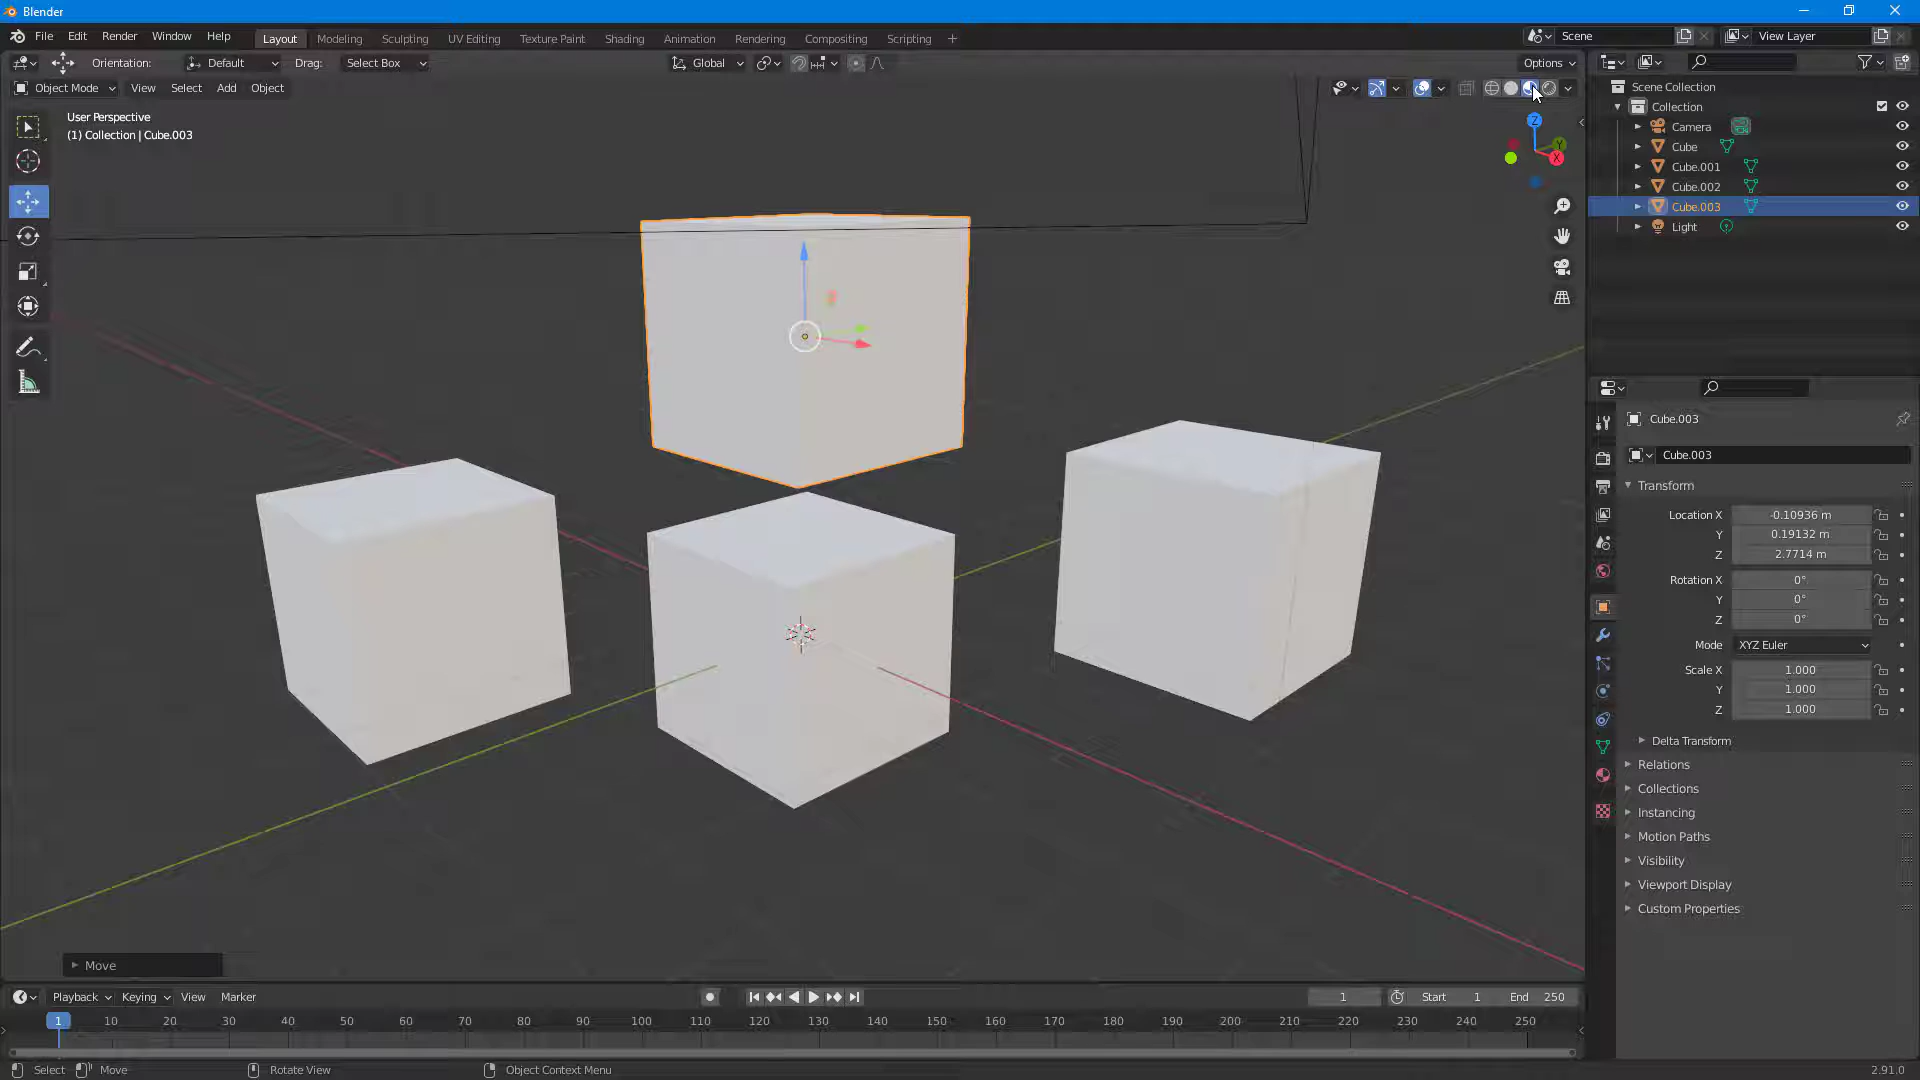 Blender
File Edit Render Window Help Layout Modeling Sculpting UV Editing Texture Paint Shading Animation Rendering Compositing Scripting + Scene View Layer
Orientation: Default Drag: Select Box Global Options
Object Mode View Select Add Object
User Perspective
(1) Collection | Cube.003
Z
Y
X
Scene Collection
Collection
Camera
Cube
Cube.001
Cube.002
Cube.003
Light
Cube.003
Cube.003
Transform
Location X -0.10936 m
Y 0.19132 m
Z 2.7714 m
Rotation X 0°
Y 0°
Z 0°
Mode XYZ Euler
Scale X 1.000
Y 1.000
Z 1.000
Delta Transform
Relations
Collections
Instancing
Motion Paths
Visibility
Viewport Display
Custom Properties
Move
Playback Keying View Marker 1 Start 1 End 250
1 10 20 30 40 50 60 70 80 90 100 110 120 130 140 150 160 170 180 190 200 210 220 230 240 250
Select Move Rotate View Object Context Menu 2.91.0